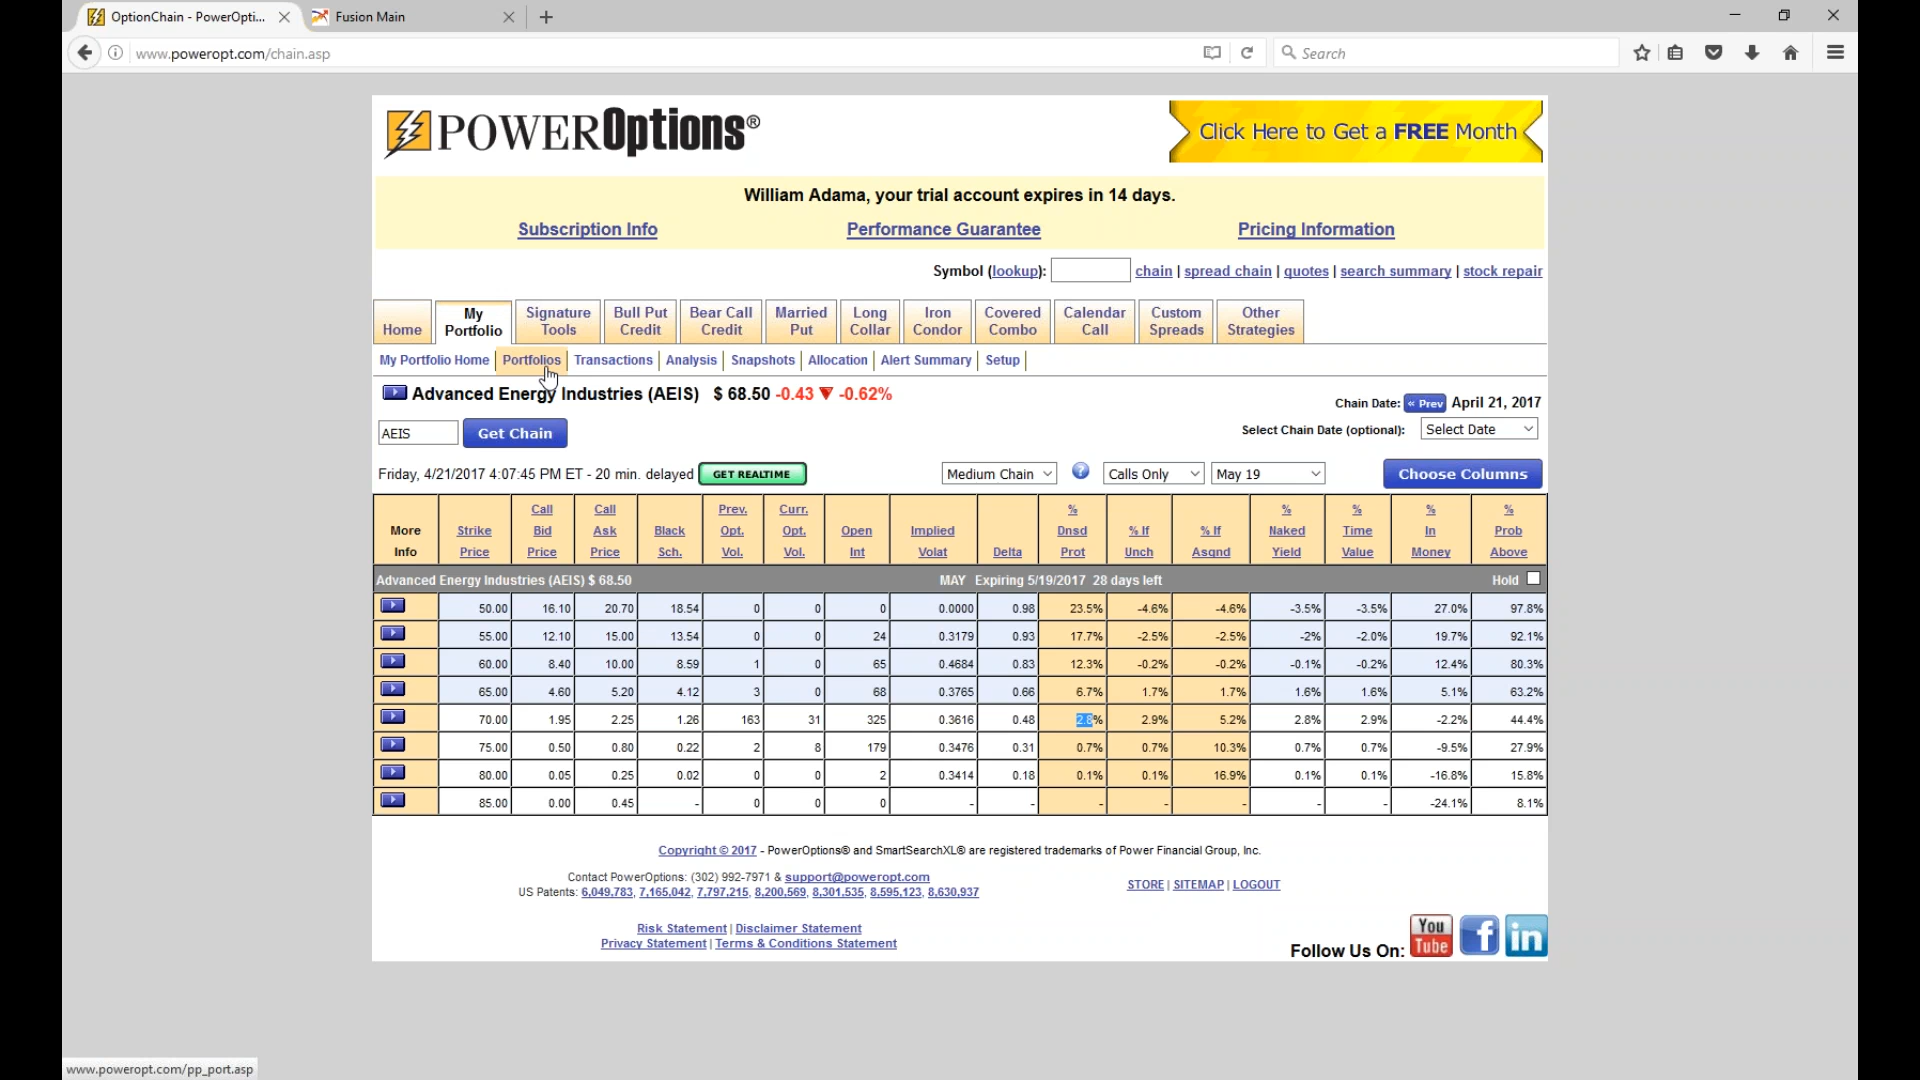 OptionChain - PowerOpti...
Fusion Main
www.poweropt.com/chain.asp
Search
POWEROptions®
Click Here to Get a FREE Month
William Adama, your trial account expires in 14 days.
Subscription Info Performance Guarantee Pricing Information
Symbol (lookup): chain | spread chain | quotes | search summary | stock repair
Home My Portfolio Signature Tools Bull Put Credit Bear Call Credit Married Put Long Collar Iron Condor Covered Combo Calendar Call Custom Spreads Other Strategies
My Portfolio Home | Portfolios | Transactions | Analysis | Snapshots | Allocation | Alert Summary | Setup |
Advanced Energy Industries (AEIS) $ 68.50 -0.43 ▼ -0.62%
Chain Date: « Prev April 21, 2017
AEIS Get Chain
Select Chain Date (optional): Select Date
Friday, 4/21/2017 4:07:45 PM ET - 20 min. delayed GET REALTIME Medium Chain ? Calls Only May 19 Choose Columns
More Info Strike Price Call Bid Price Call Ask Price Black Sch. Prev. Opt. Vol. Curr. Opt. Vol. Open Int Implied Volat Delta % Dnsd Prot % If Unch % If Asgnd % Naked Yield % Time Value % In Money % Prob Above
Advanced Energy Industries (AEIS) $ 68.50 MAY Expiring 5/19/2017 28 days left Hold
50.00 16.10 20.70 18.54 0 0 0 0.0000 0.98 23.5% -4.6% -4.6% -3.5% -3.5% 27.0% 97.8%
55.00 12.10 15.00 13.54 0 0 24 0.3179 0.93 17.7% -2.5% -2.5% -2% -2.0% 19.7% 92.1%
60.00 8.40 10.00 8.59 1 0 65 0.4684 0.83 12.3% -0.2% -0.2% -0.1% -0.2% 12.4% 80.3%
65.00 4.60 5.20 4.12 3 0 68 0.3765 0.66 6.7% 1.7% 1.7% 1.6% 1.6% 5.1% 63.2%
70.00 1.95 2.25 1.26 163 31 325 0.3616 0.48 2.8% 2.9% 5.2% 2.8% 2.9% -2.2% 44.4%
75.00 0.50 0.80 0.22 2 8 179 0.3476 0.31 0.7% 0.7% 10.3% 0.7% 0.7% -9.5% 27.9%
80.00 0.05 0.25 0.02 0 0 2 0.3414 0.18 0.1% 0.1% 16.9% 0.1% 0.1% -16.8% 15.8%
85.00 0.00 0.45 - 0 0 0 - - - - - - - -24.1% 8.1%
Copyright © 2017 - PowerOptions® and SmartSearchXL® are registered trademarks of Power Financial Group, Inc.
Contact PowerOptions: (302) 992-7971 & support@poweropt.com
US Patents: 6,049,783, 7,165,042, 7,797,215, 8,200,569, 8,301,535, 8,595,123, 8,630,937
STORE | SITEMAP | LOGOUT
Risk Statement | Disclaimer Statement
Privacy Statement | Terms & Conditions Statement
Follow Us On: You Tube f in
www.poweropt.com/pp_port.asp